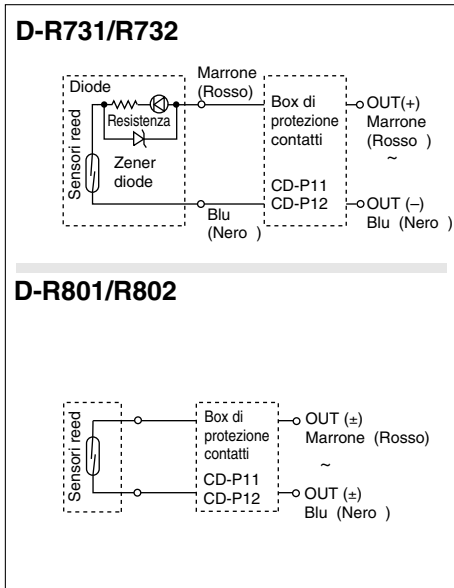 D-R731/R732
Diode
Resistenza
Zener
diode
Sensori reed
Marrone
(Rosso)
Blu
(Nero )
Box di
protezione
contatti
CD-P11
CD-P12
OUT(+)
Marrone
(Rosso )
~
OUT (–)
Blu (Nero )
D-R801/R802
Sensori reed
Box di
protezione
contatti
CD-P11
CD-P12
OUT (±)
Marrone (Rosso)
~
OUT (±)
Blu (Nero )